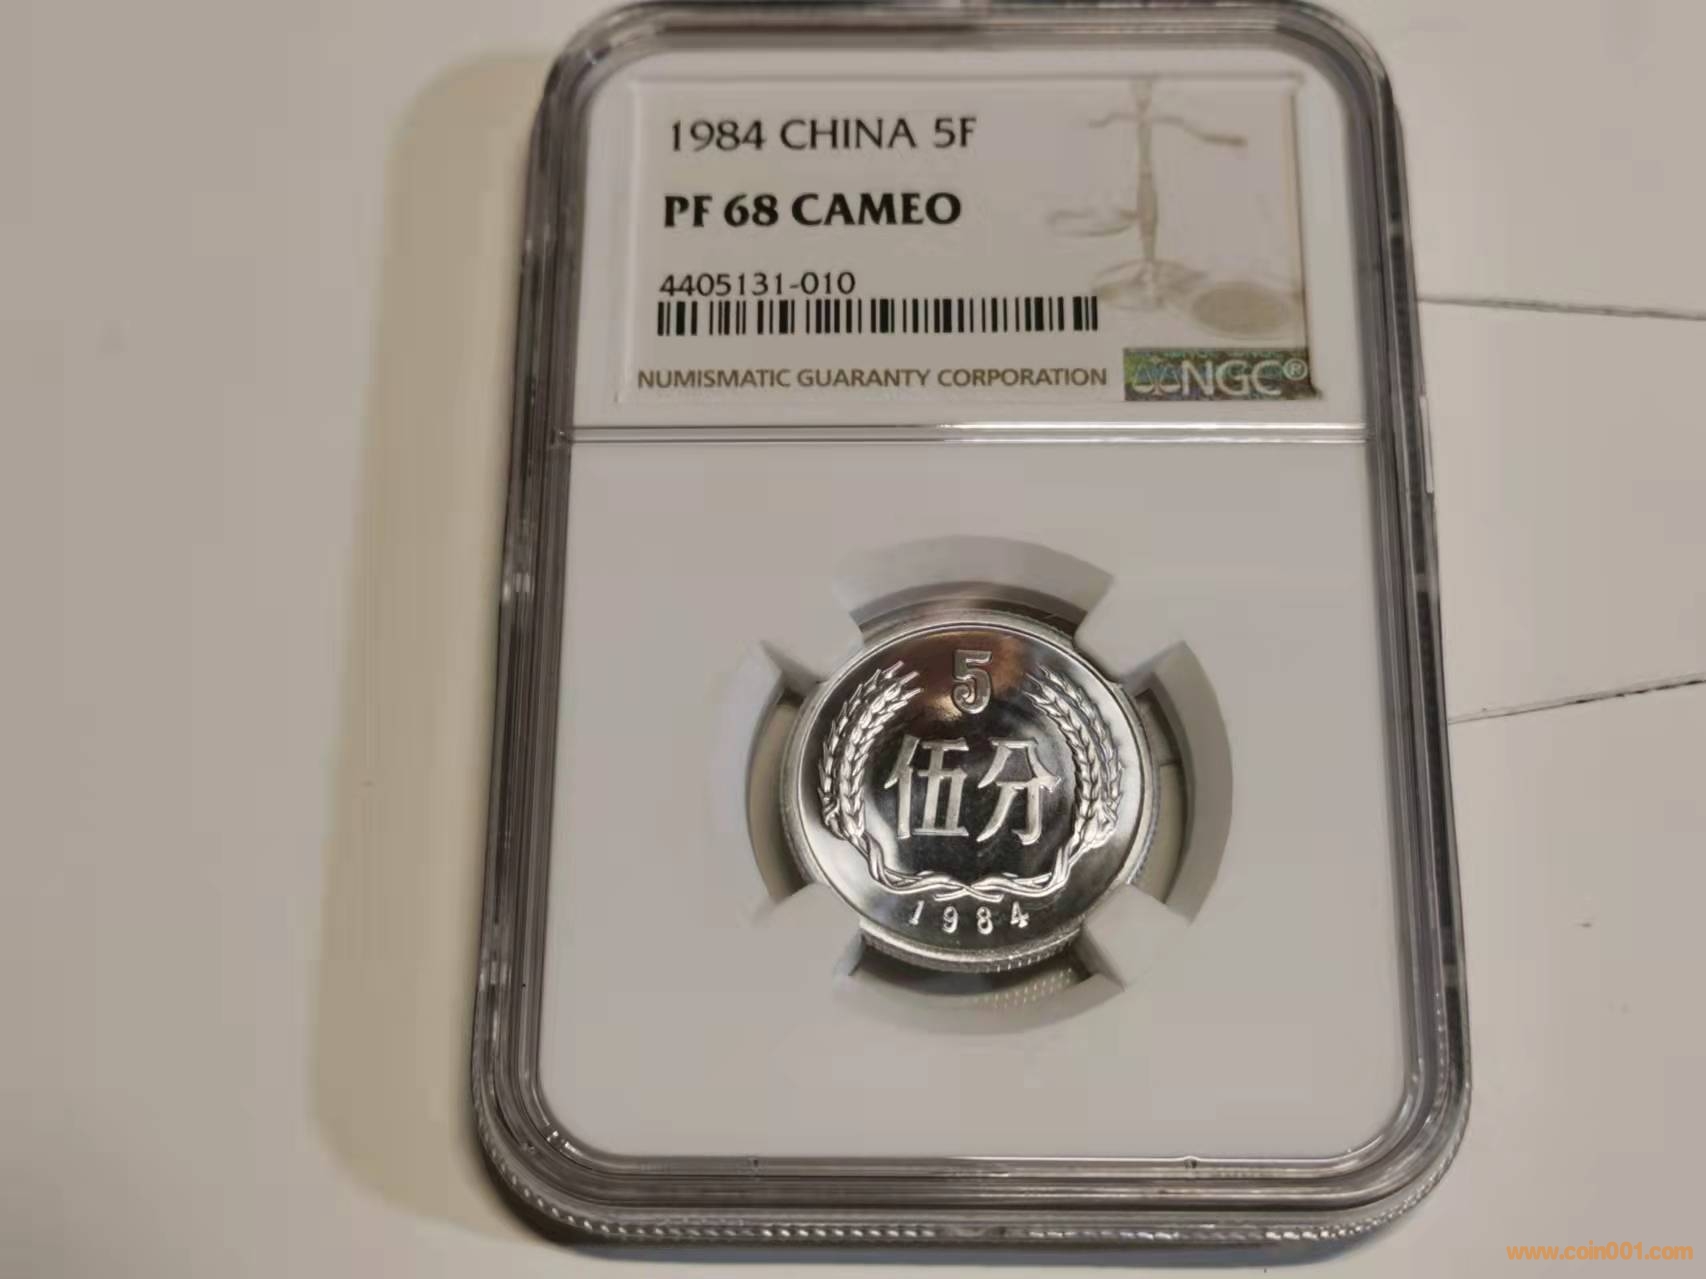 1984 CHINA 5F
PF 68 CAMEO
4405131-010
NUMISMATIC GUARANTY CORPORATION
NGC®
5
伍分
1984
www.coin001.com